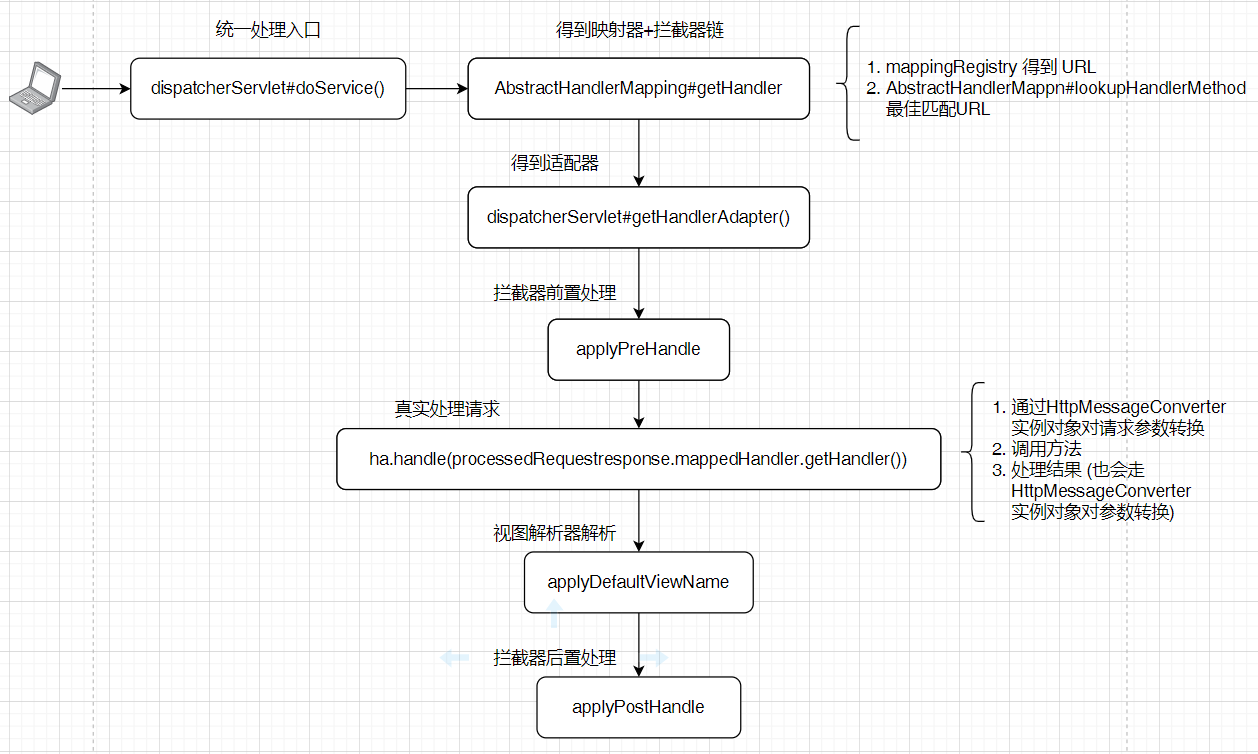 统一处理入口
得到映射器+拦截器链
dispatcherServlet#doService()
AbstractHandlerMapping#getHandler
1. mappingRegistry 得到 URL
2. AbstractHandlerMappn#lookupHandlerMethod
最佳匹配URL
得到适配器
dispatcherServlet#getHandlerAdapter()
拦截器前置处理
applyPreHandle
真实处理请求
ha.handle(processedRequestresponse.mappedHandler.getHandler())
1. 通过HttpMessageConverter
实例对象对请求参数转换
2. 调用方法
3. 处理结果 (也会走
HttpMessageConverter
实例对象对参数转换)
视图解析器解析
applyDefaultViewName
拦截器后置处理
applyPostHandle